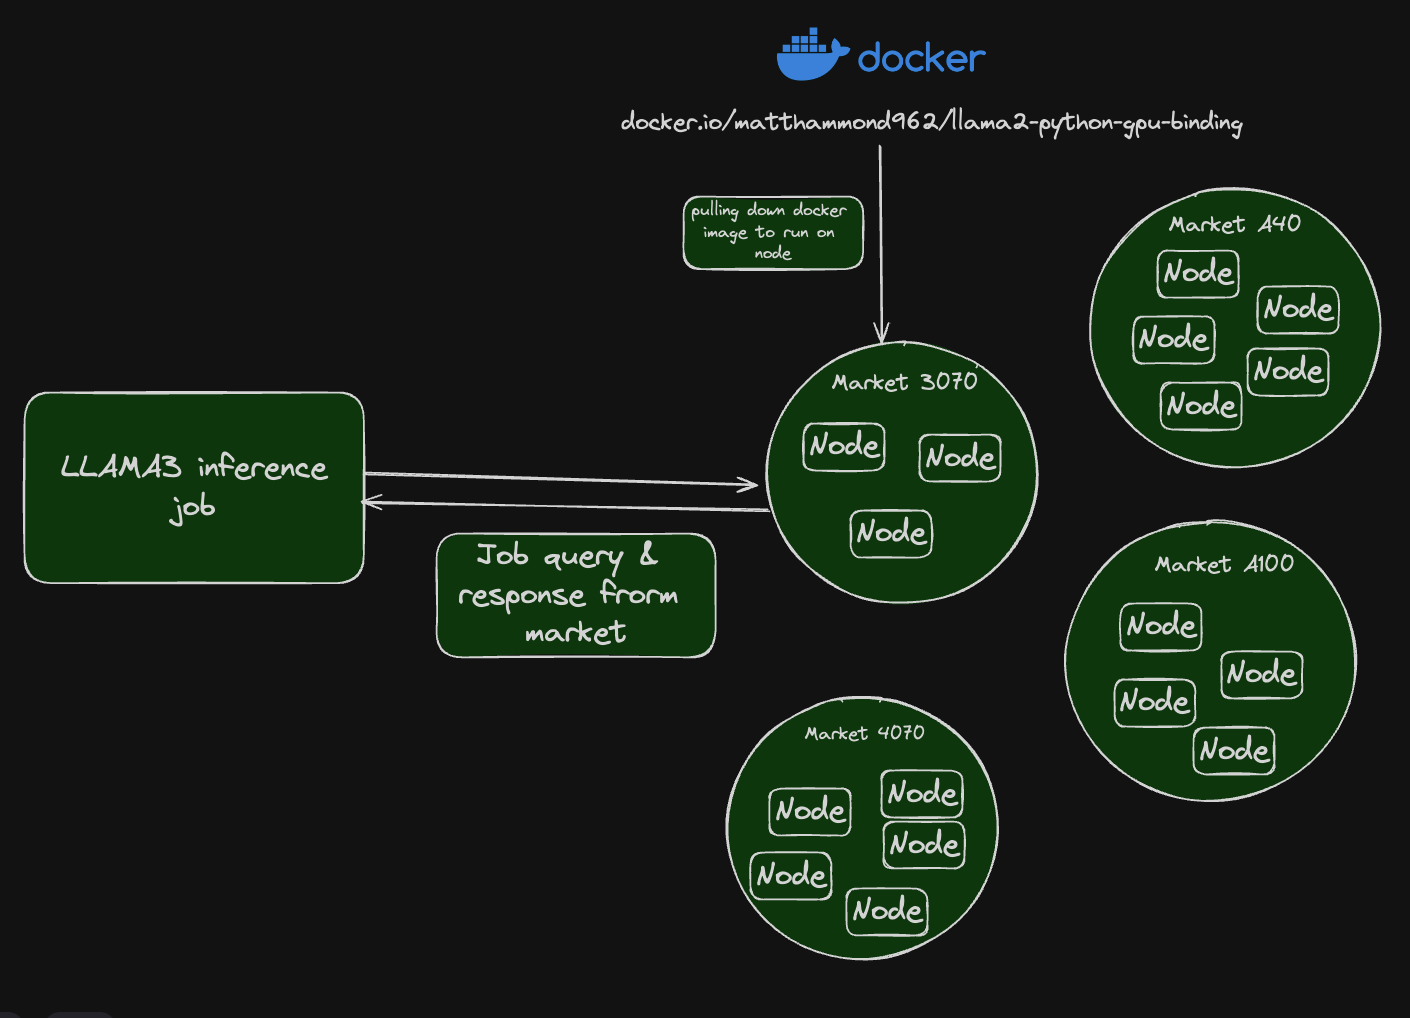 docker
docker.io/matthammond962/llama2-python-gpu-binding
pulling down docker
image to run on
node
Market A40
Node
Node
Node
Node
Node
Market 3070
Node
Node
Node
LLAMA3 inference
job
Job query &
response frorm
market
Market A100
Node
Node
Node
Node
Market 4070
Node
Node
Node
Node
Node